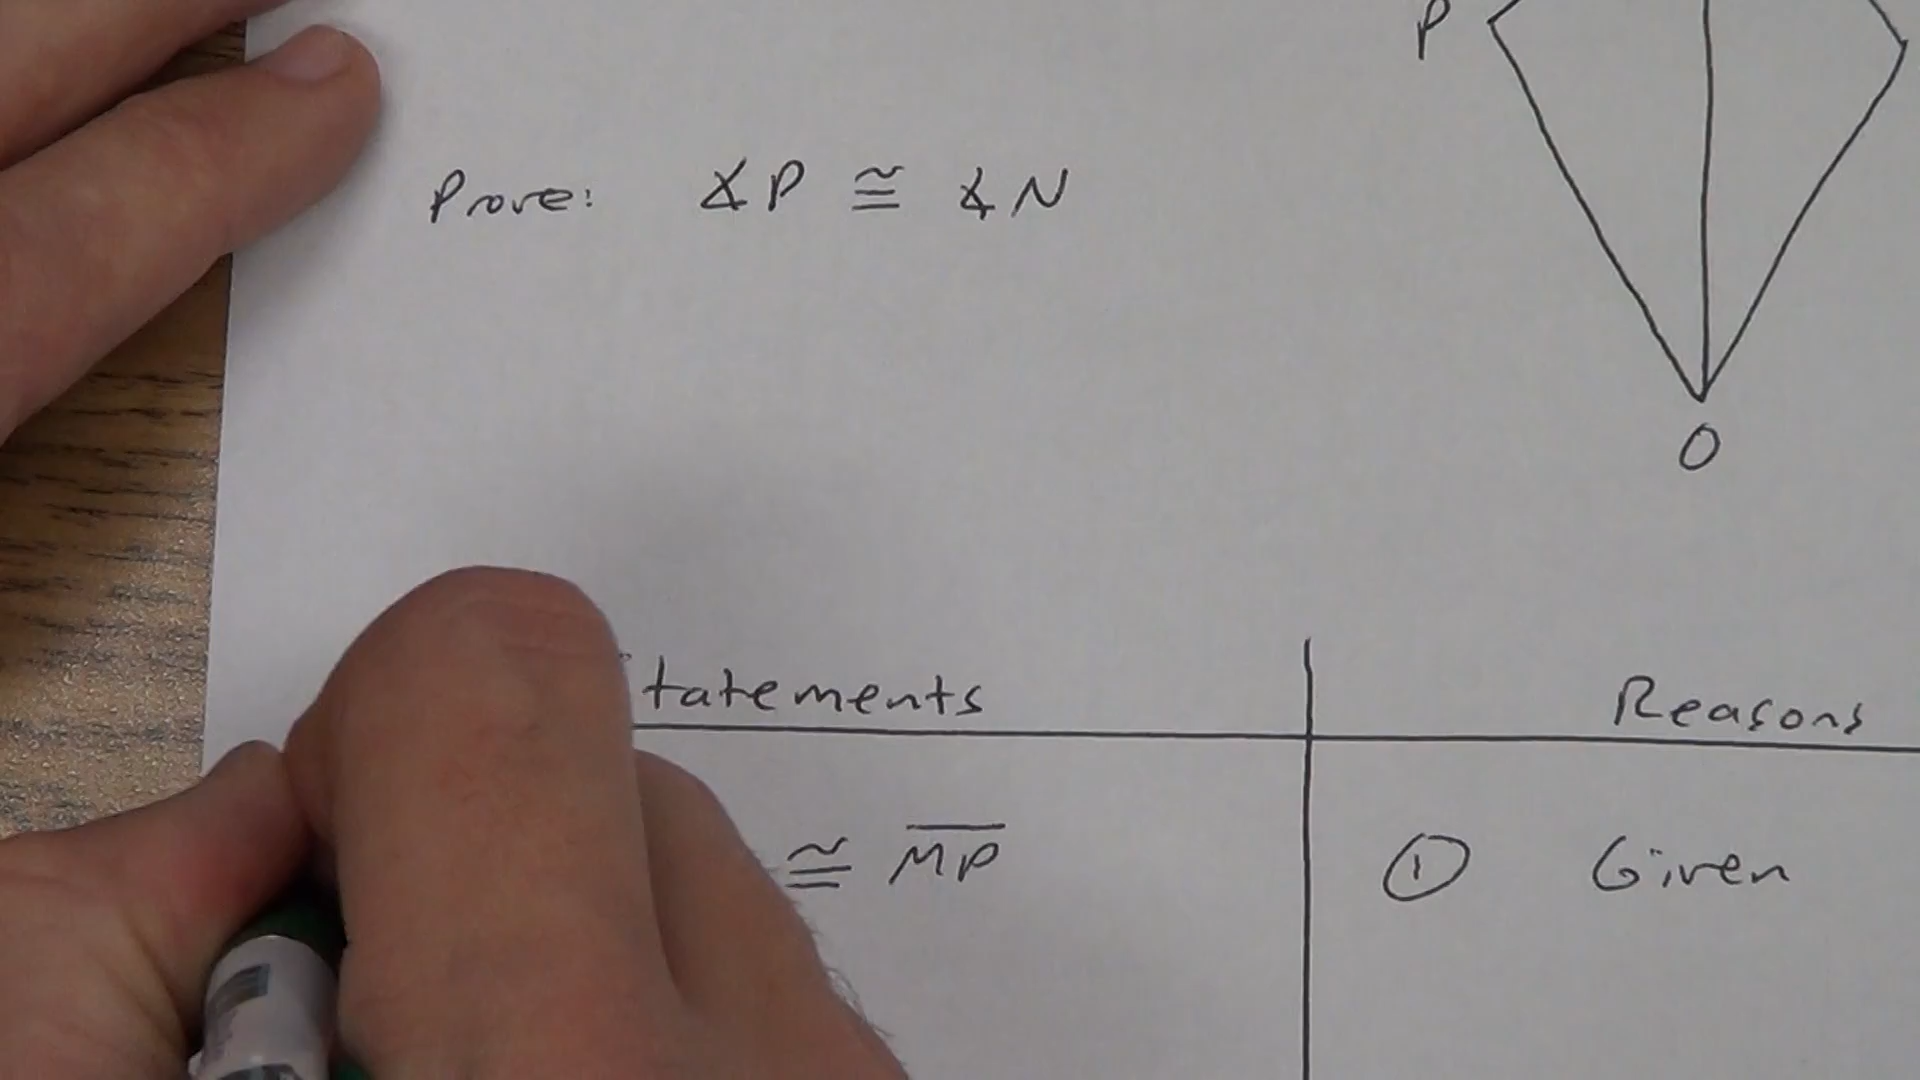 P
Prove: ∡P ≅ ∡N
O
tatements Reasons
≅ MP ① Given